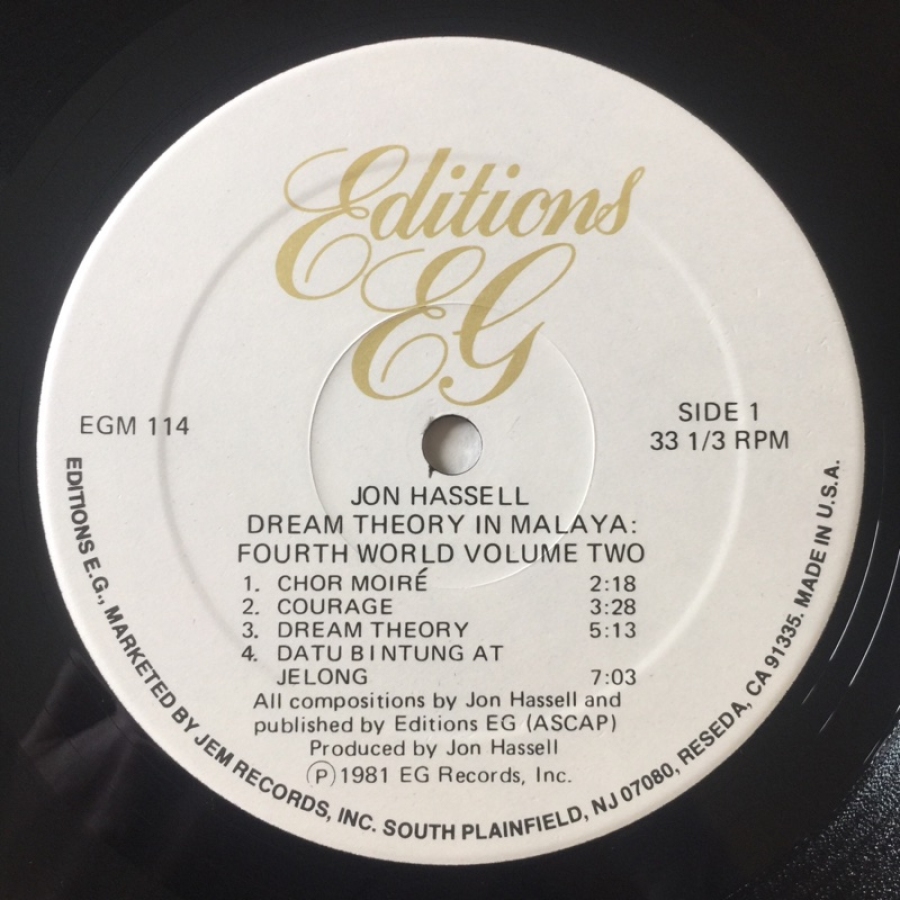 Editions
EG
EGM 114
SIDE 1
33 1/3 RPM
JON HASSELL
DREAM THEORY IN MALAYA:
FOURTH WORLD VOLUME TWO
1. CHOR MOIRÉ 2:18
2. COURAGE 3:28
3. DREAM THEORY 5:13
4. DATU BINTUNG AT
JELONG 7:03
All compositions by Jon Hassell and
published by Editions EG (ASCAP)
Produced by Jon Hassell
Ⓟ1981 EG Records, Inc.
EDITIONS E.G., MARKETED BY JEM RECORDS, INC. SOUTH PLAINFIELD, NJ 07080, RESEDA, CA 91335. MADE IN U.S.A.